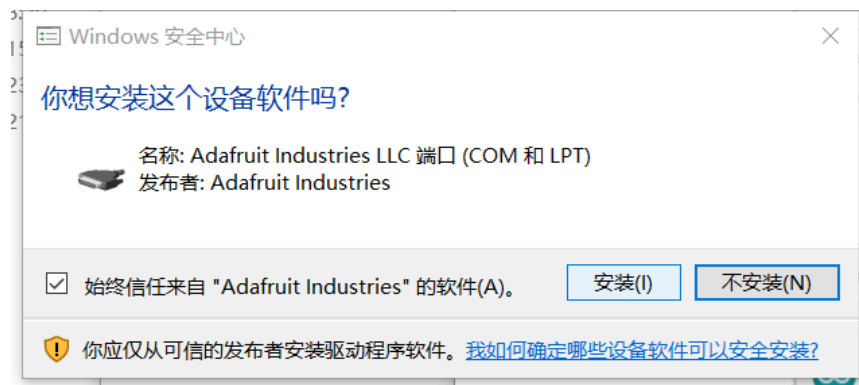 Windows 安全中心
你想安装这个设备软件吗?
名称: Adafruit Industries LLC 端口 (COM 和 LPT)
发布者: Adafruit Industries
始终信任来自 "Adafruit Industries" 的软件(A)。
安装(I)
不安装(N)
你应仅从可信的发布者安装驱动程序软件。我如何确定哪些设备软件可以安全安装?